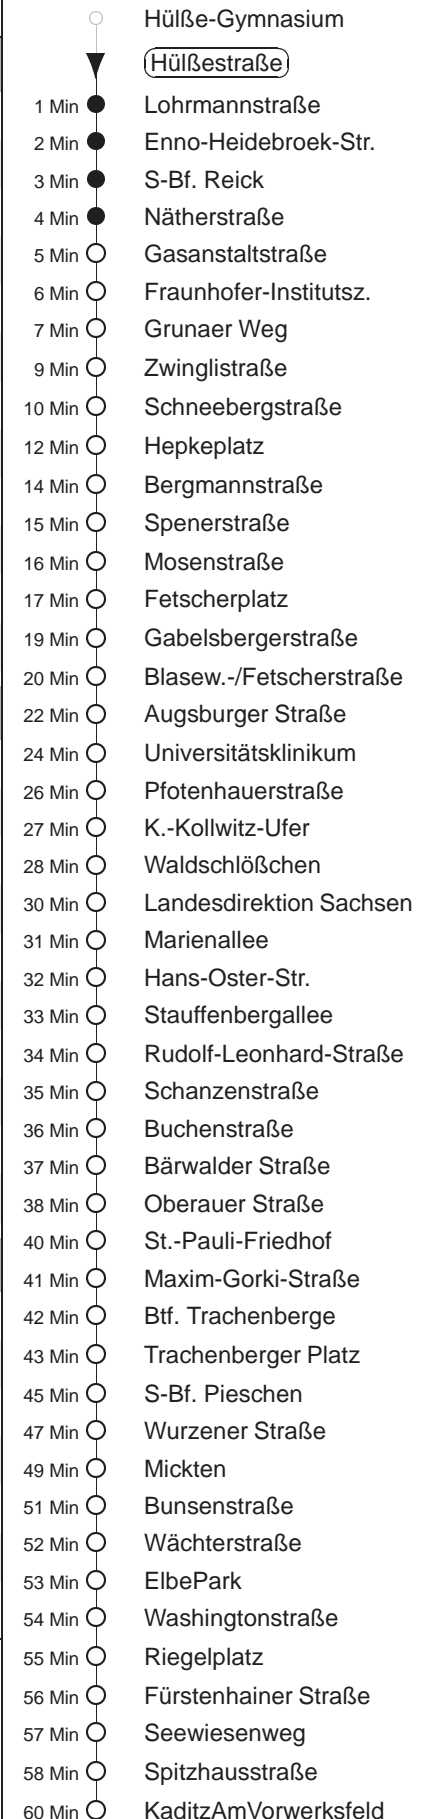 Hülße-Gymnasium
Hülßestraße
1 Min Lohrmannstraße
2 Min Enno-Heidebroek-Str.
3 Min S-Bf. Reick
4 Min Nätherstraße
5 Min Gasanstaltstraße
6 Min Fraunhofer-Institutsz.
7 Min Grunaer Weg
9 Min Zwinglistraße
10 Min Schneebergstraße
12 Min Hepkeplatz
14 Min Bergmannstraße
15 Min Spenerstraße
16 Min Mosenstraße
17 Min Fetscherplatz
19 Min Gabelsbergerstraße
20 Min Blasew.-/Fetscherstraße
22 Min Augsburger Straße
24 Min Universitätsklinikum
26 Min Pfotenhauerstraße
27 Min K.-Kollwitz-Ufer
28 Min Waldschlößchen
30 Min Landesdirektion Sachsen
31 Min Marienallee
32 Min Hans-Oster-Str.
33 Min Stauffenbergallee
34 Min Rudolf-Leonhard-Straße
35 Min Schanzenstraße
36 Min Buchenstraße
37 Min Bärwalder Straße
38 Min Oberauer Straße
40 Min St.-Pauli-Friedhof
41 Min Maxim-Gorki-Straße
42 Min Btf. Trachenberge
43 Min Trachenberger Platz
45 Min S-Bf. Pieschen
47 Min Wurzener Straße
49 Min Mickten
51 Min Bunsenstraße
52 Min Wächterstraße
53 Min ElbePark
54 Min Washingtonstraße
55 Min Riegelplatz
56 Min Fürstenhainer Straße
57 Min Seewiesenweg
58 Min Spitzhausstraße
60 Min KaditzAmVorwerksfeld